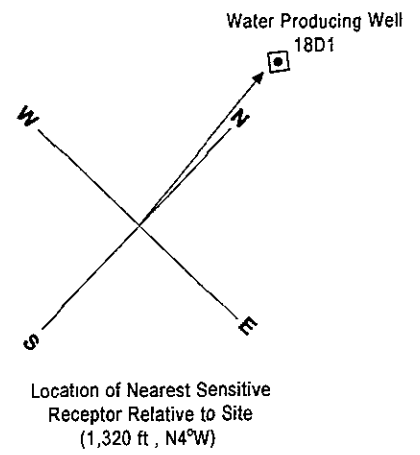 Water Producing Well
18D1
W
N
S
E
Location of Nearest Sensitive
Receptor Relative to Site
(1,320 ft , N4°W)